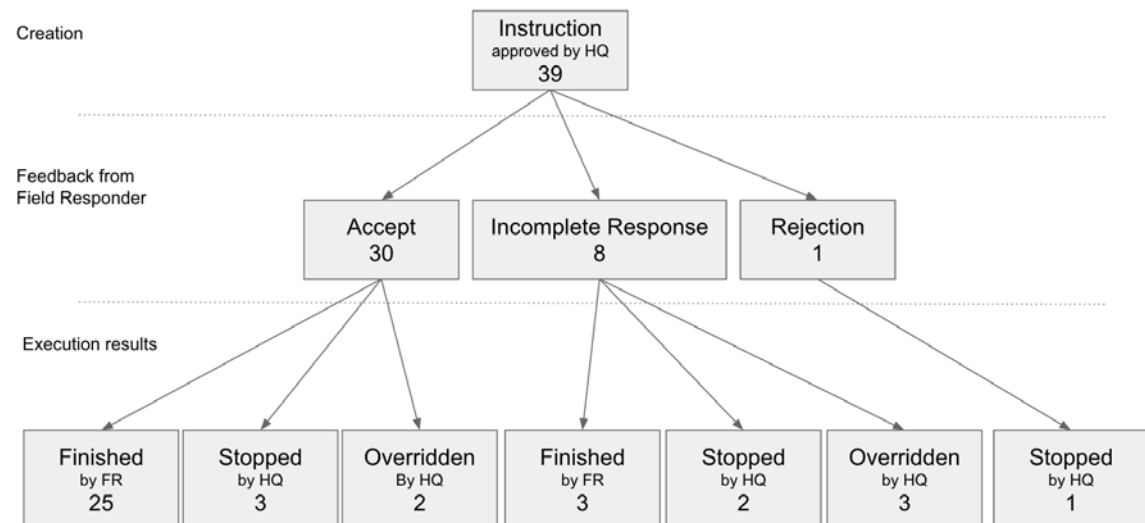 Creation
Instruction
approved by HQ
39
Feedback from
Field Responder
Accept
30
Incomplete Response
8
Rejection
1
Execution results
Finished
by FR
25
Stopped
by HQ
3
Overridden
By HQ
2
Finished
by FR
3
Stopped
by HQ
2
Overridden
by HQ
3
Stopped
by HQ
1